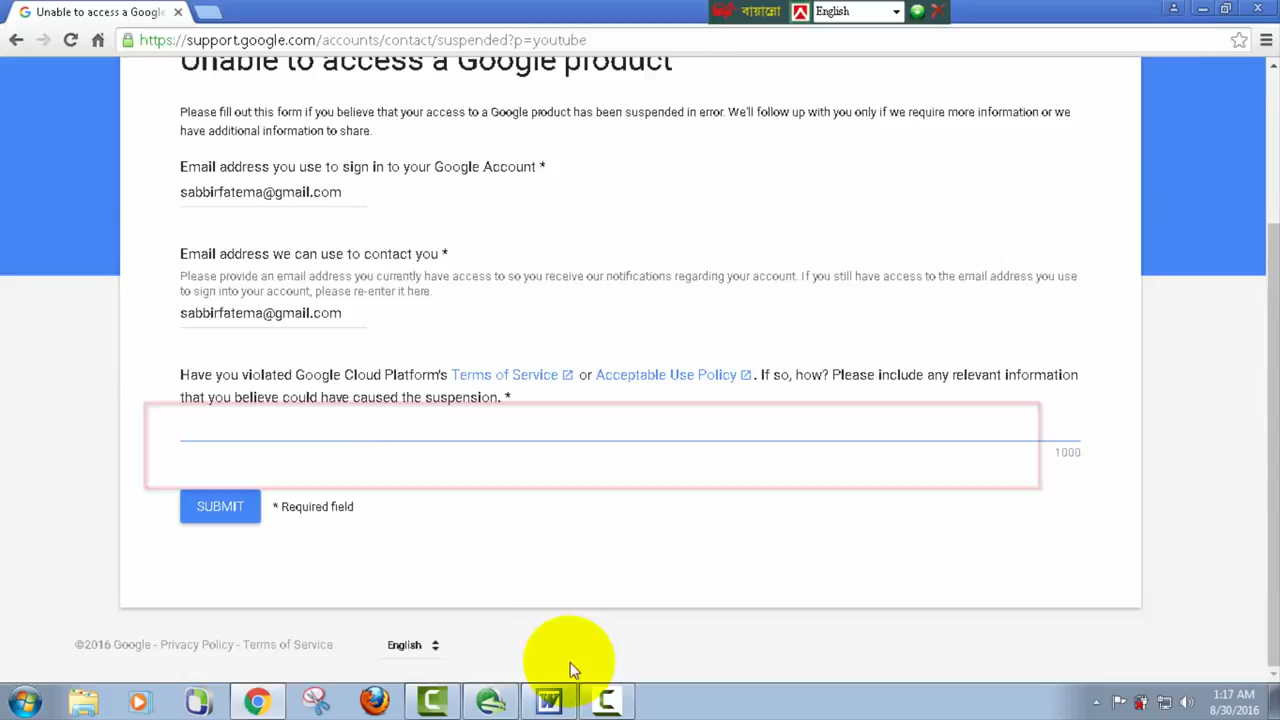 Unable to access a Google
বায়ান্নো
English
https://support.google.com/accounts/contact/suspended?p=youtube
Unable to access a Google product
Please fill out this form if you believe that your access to a Google product has been suspended in error. We'll follow up with you only if we require more information or we
have additional information to share.
Email address you use to sign in to your Google Account *
sabbirfatema@gmail.com
Email address we can use to contact you *
Please provide an email address you currently have access to so you receive our notifications regarding your account. If you still have access to the email address you use
to sign into your account, please re-enter it here.
sabbirfatema@gmail.com
Have you violated Google Cloud Platform's Terms of Service or Acceptable Use Policy. If so, how? Please include any relevant information
that you believe could have caused the suspension. *
1000
SUBMIT * Required field
©2016 Google - Privacy Policy - Terms of Service English
1:17 AM
8/30/2016